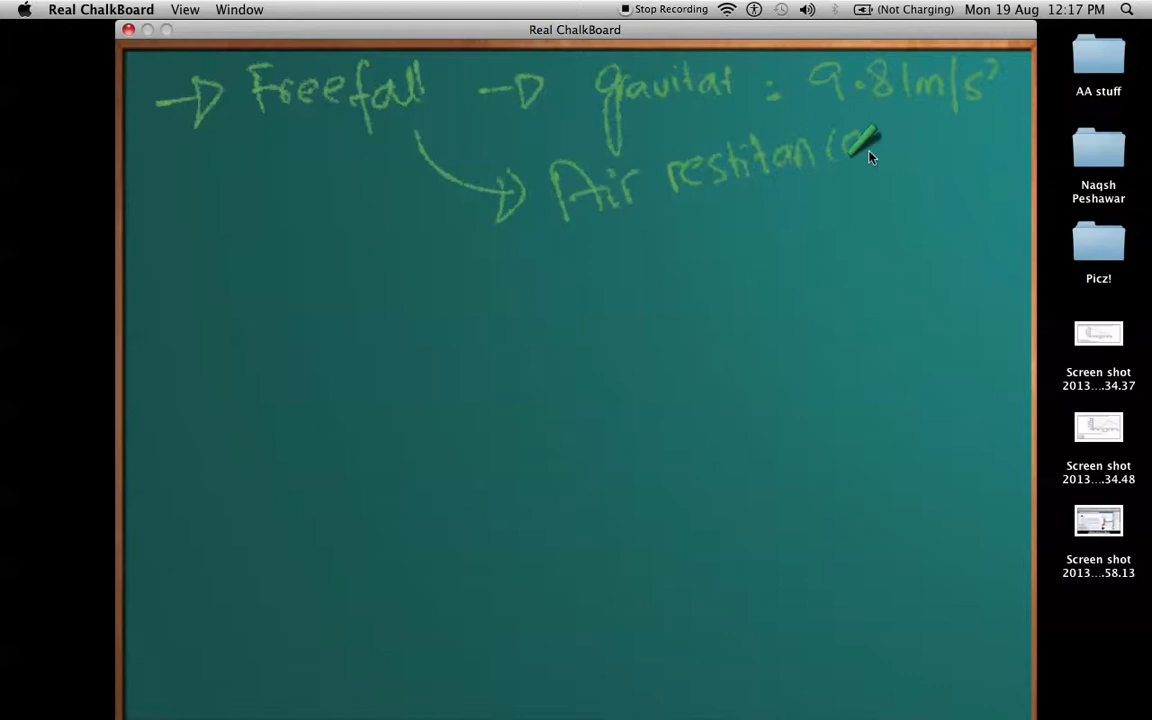 Real ChalkBoard View Window Stop Recording (Not Charging) Mon 19 Aug 12:17 PM
Real ChalkBoard
→ Freefall → gravitat : 9.81m/s²
Air restitance
AA stuff
Naqsh
Peshawar
Picz!
Screen shot
2013....34.37
Screen shot
2013....34.48
Screen shot
2013....58.13